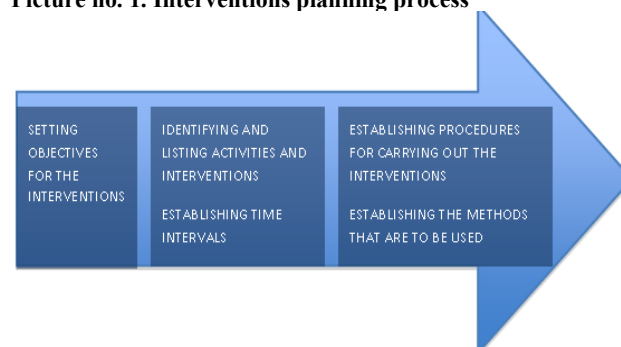 Picture no. 1. Interventions planning process
SETTING
OBJECTIVES
FOR THE
INTERVENTIONS
IDENTIFYING AND
LISTING ACTIVITIES AND
INTERVENTIONS
ESTABLISHING TIME
INTERVALS
ESTABLISHING PROCEDURES
FOR CARRYING OUT THE
INTERVENTIONS
ESTABLISHING THE METHODS
THAT ARE TO BE USED